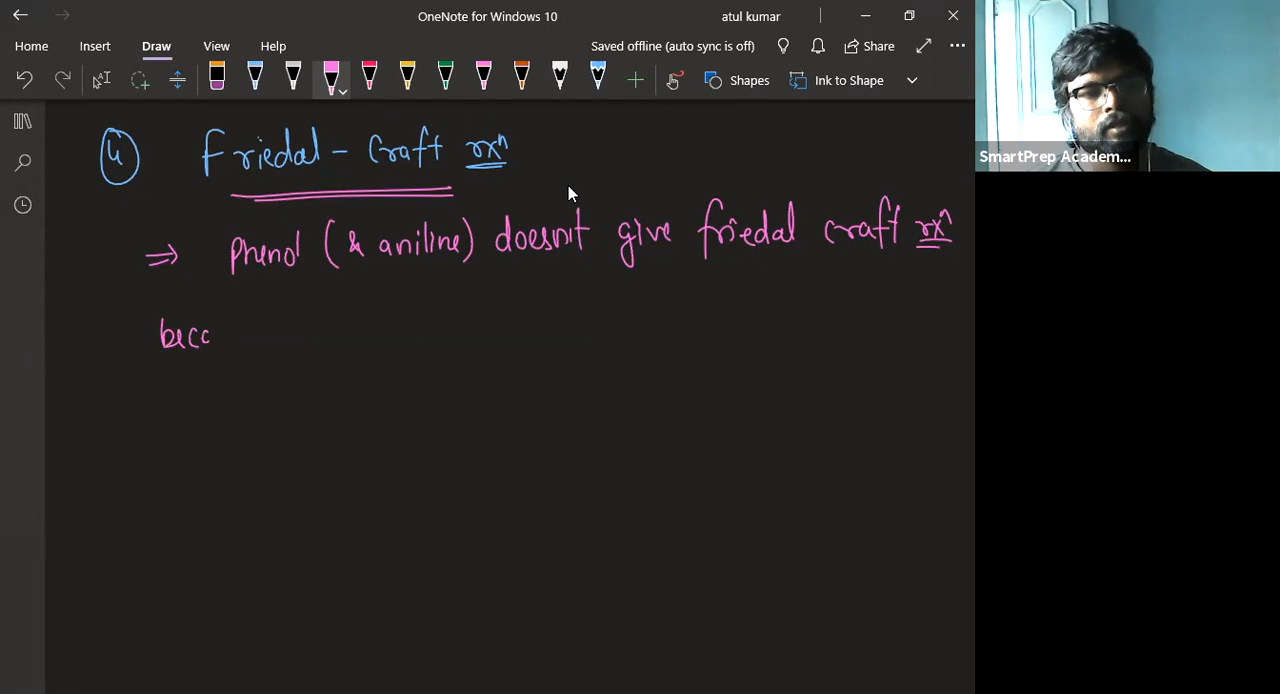 OneNote for Windows 10
atul kumar
Home Insert Draw View Help
Saved offline (auto sync is off)
Share
Shapes
Ink to Shape
SmartPrep Academ...
4 Friedal-Craft rxⁿ
⇒ phenol (& aniline) doesn't give friedal craft rxⁿ
beca